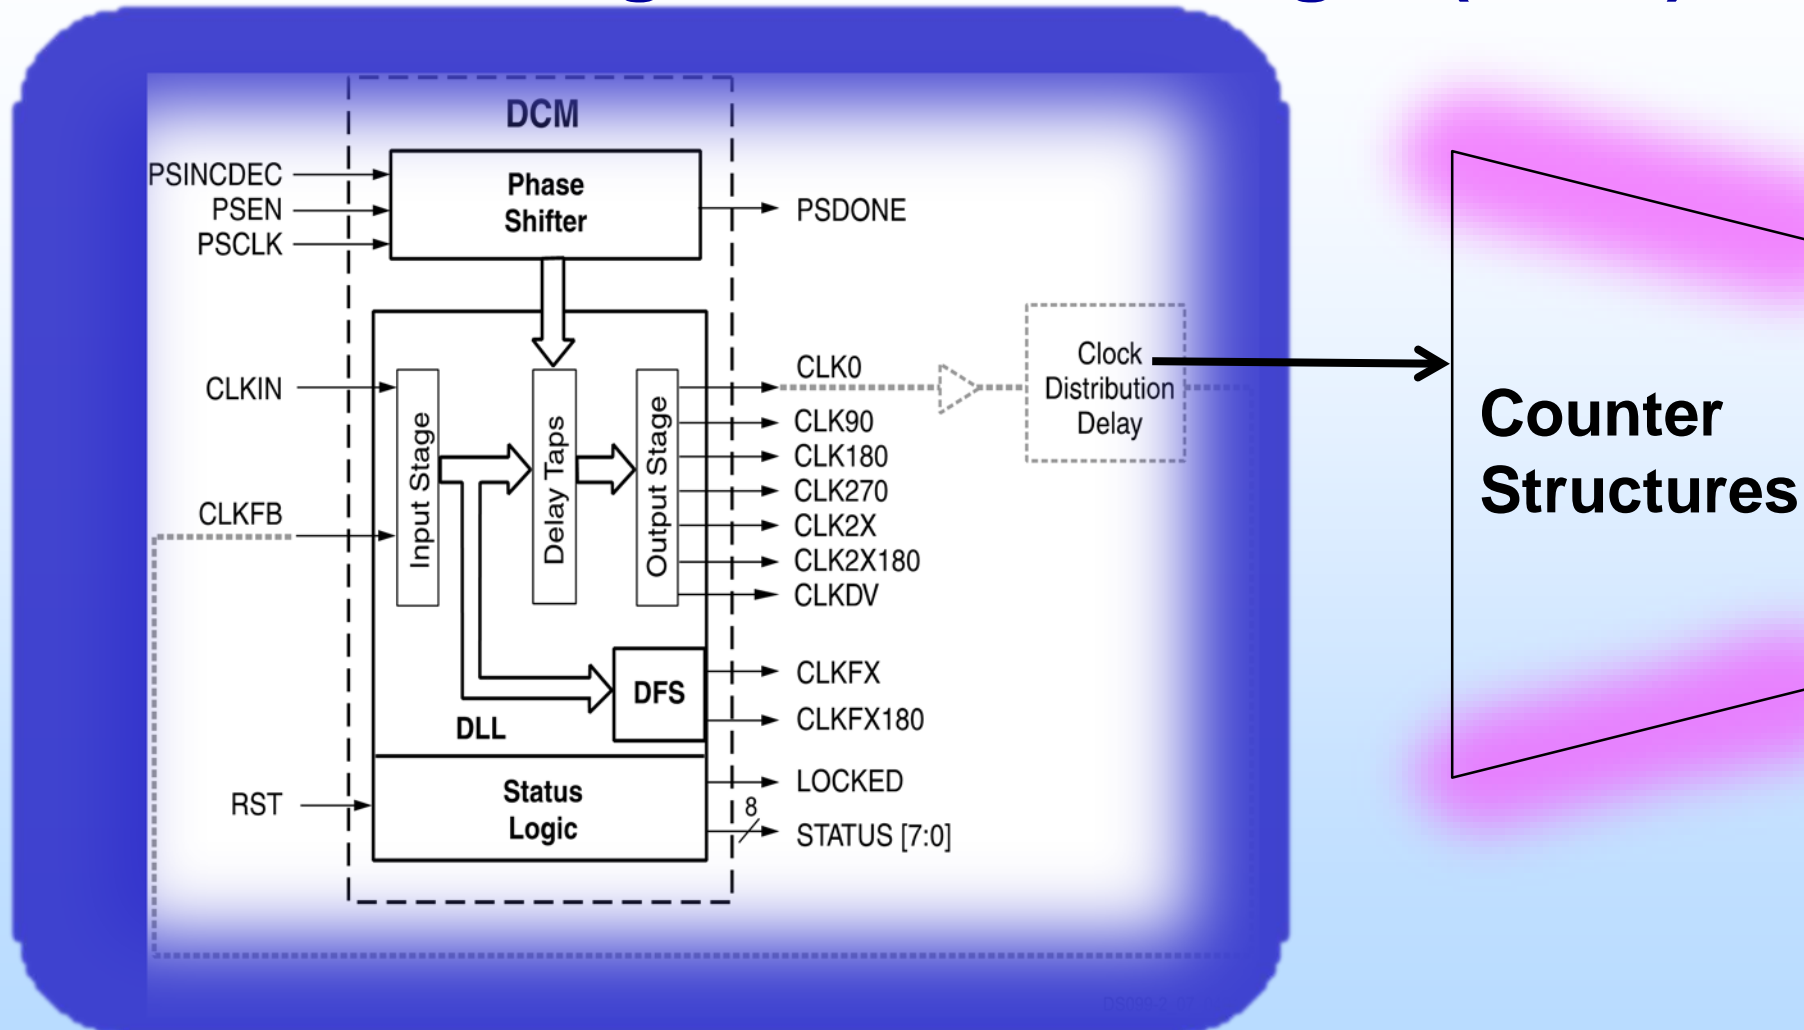 DCM
PSINCDEC
PSEN
PSCLK
Phase
Shifter
PSDONE
CLKIN
CLKFB
Input Stage
Delay Taps
Output Stage
CLK0
CLK90
CLK180
CLK270
CLK2X
CLK2X180
CLKDV
Clock
Distribution
Delay
Counter
Structures
DFS
DLL
CLKFX
CLKFX180
RST
Status
Logic
LOCKED
8
STATUS [7:0]